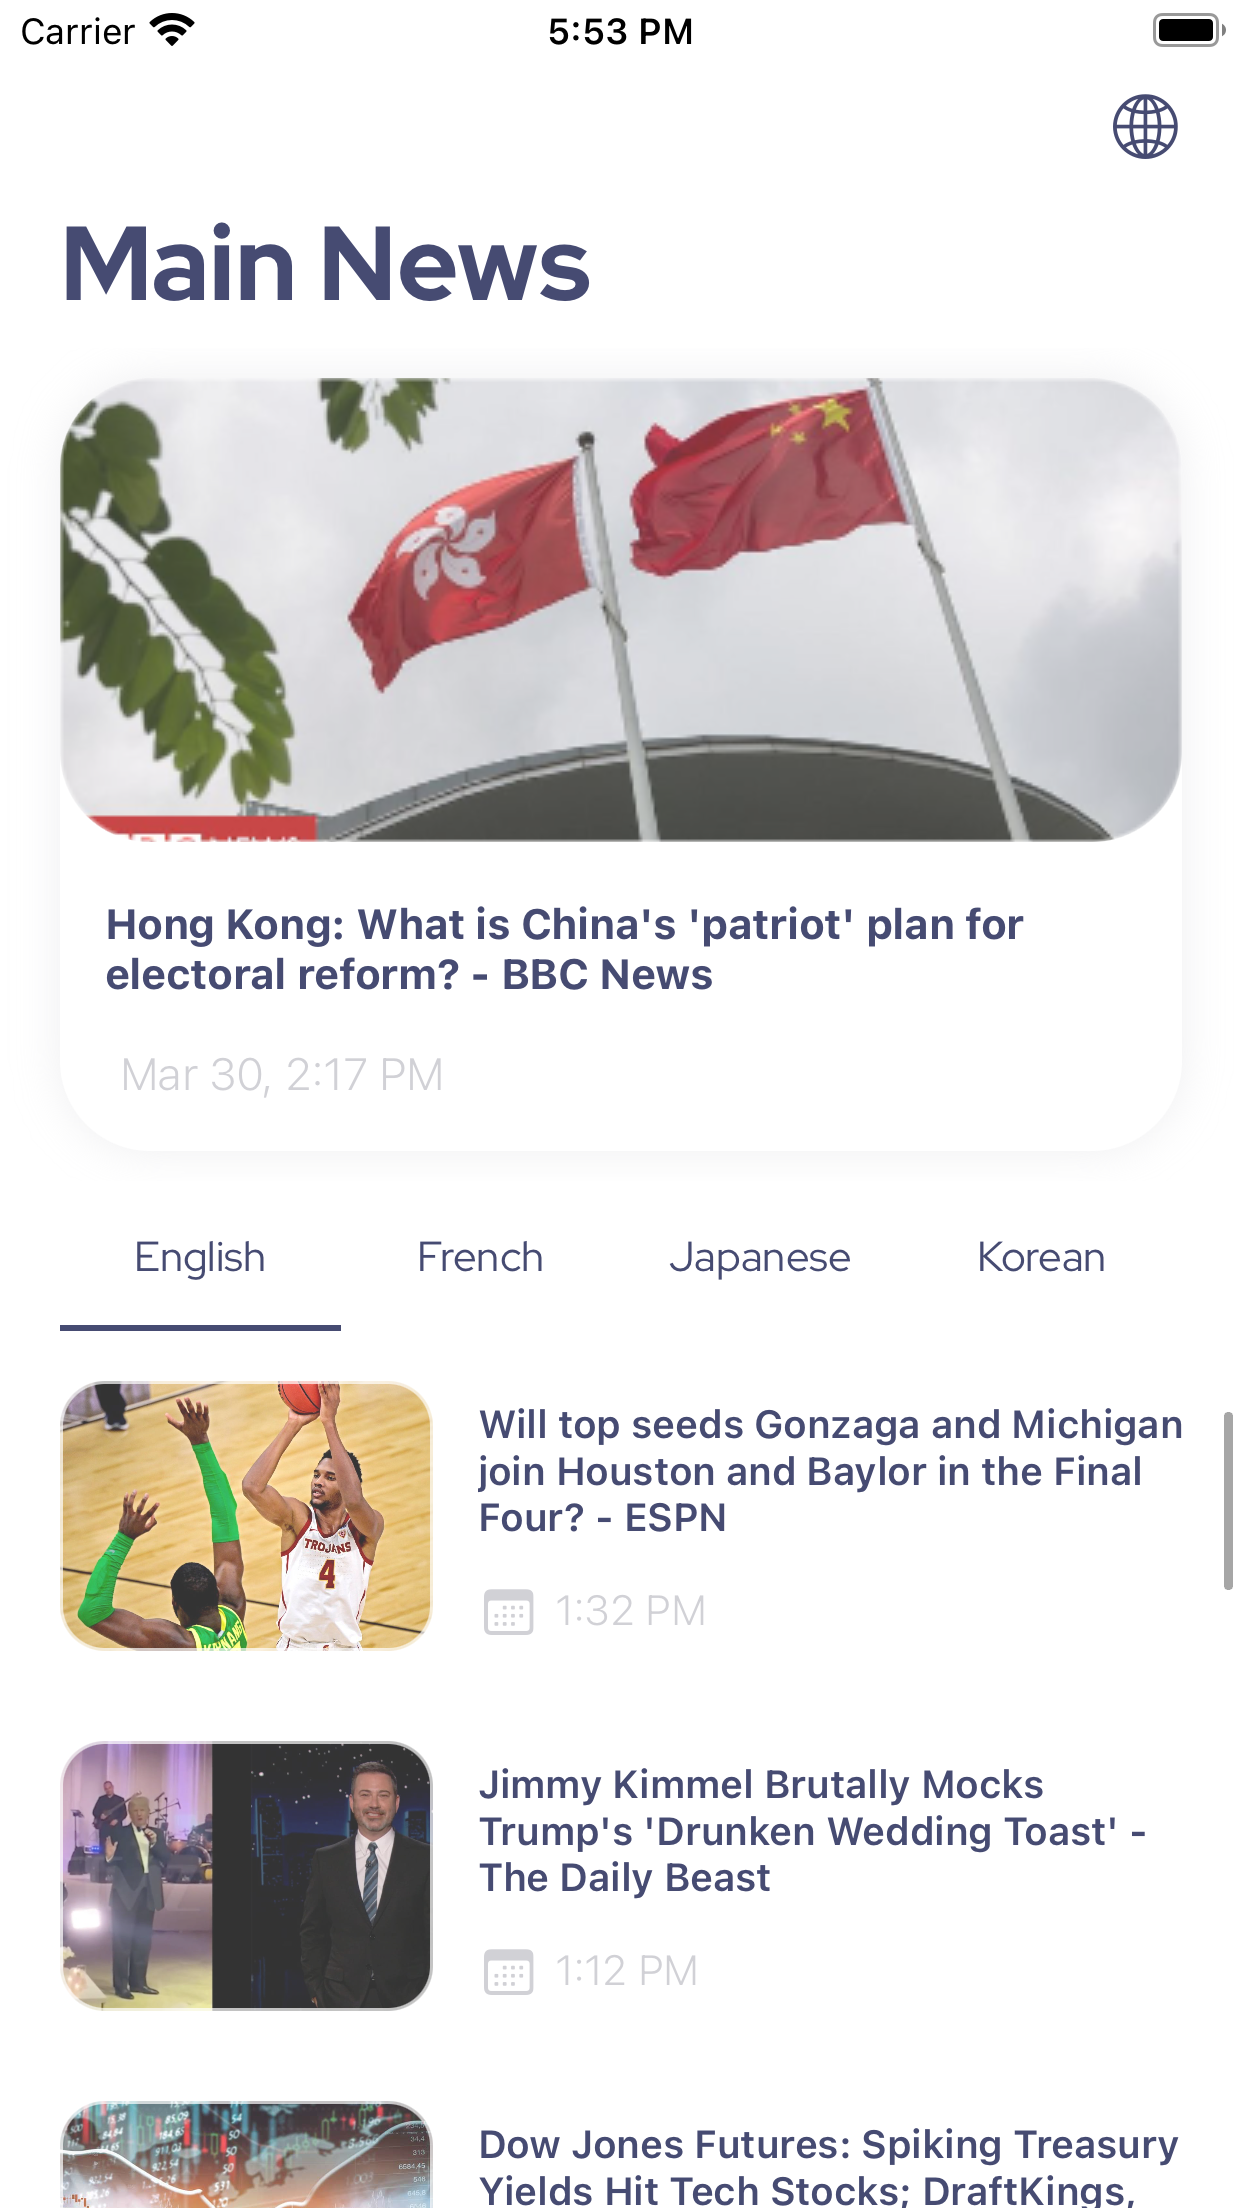 Carrier
5:53 PM
Main News
Hong Kong: What is China's 'patriot' plan for
electoral reform? - BBC News
Mar 30, 2:17 PM
English
French
Japanese
Korean
TROJANS
4
Will top seeds Gonzaga and Michigan
join Houston and Baylor in the Final
Four? - ESPN
1:32 PM
Jimmy Kimmel Brutally Mocks
Trump's 'Drunken Wedding Toast' -
The Daily Beast
1:12 PM
Dow Jones Futures: Spiking Treasury
Yields Hit Tech Stocks; DraftKings,